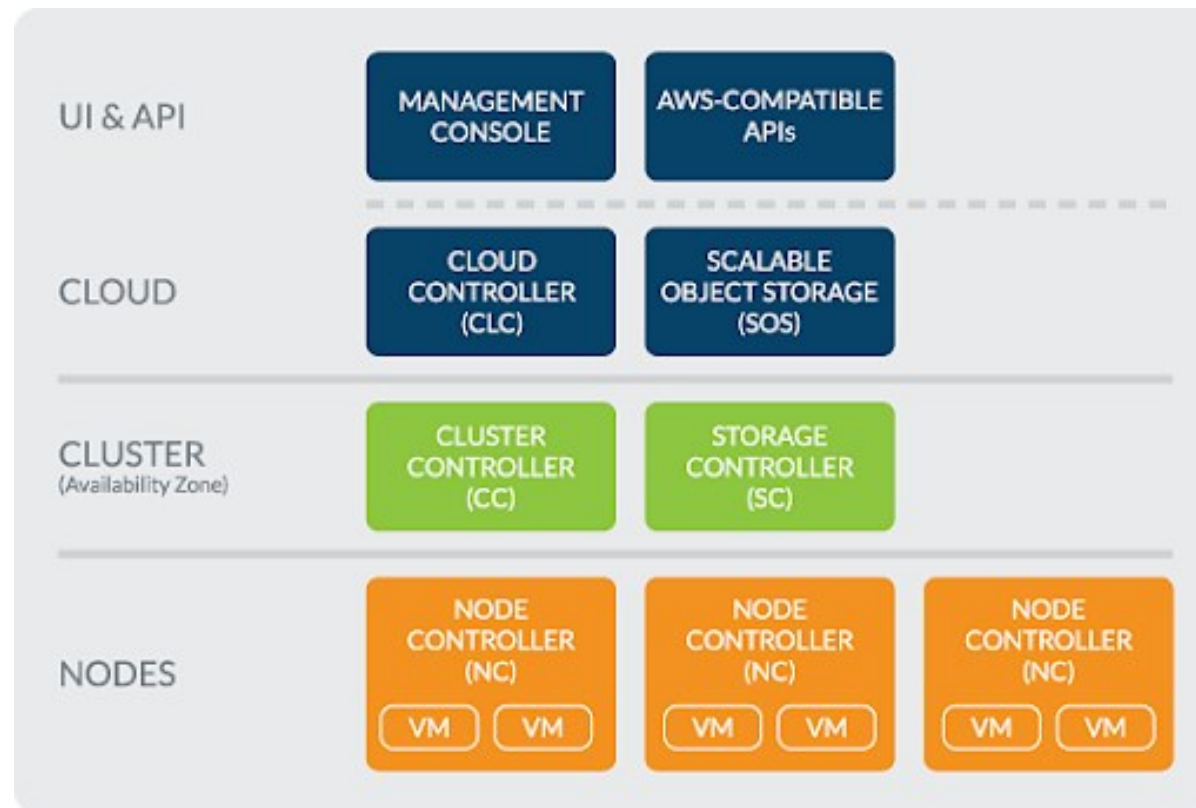 UI & API
MANAGEMENT
CONSOLE
AWS-COMPATIBLE
APIs
CLOUD
CLOUD
CONTROLLER
(CLC)
SCALABLE
OBJECT STORAGE
(SOS)
CLUSTER
(Availability Zone)
CLUSTER
CONTROLLER
(CC)
STORAGE
CONTROLLER
(SC)
NODES
NODE
CONTROLLER
(NC)
VM VM
NODE
CONTROLLER
(NC)
VM VM
NODE
CONTROLLER
(NC)
VM VM